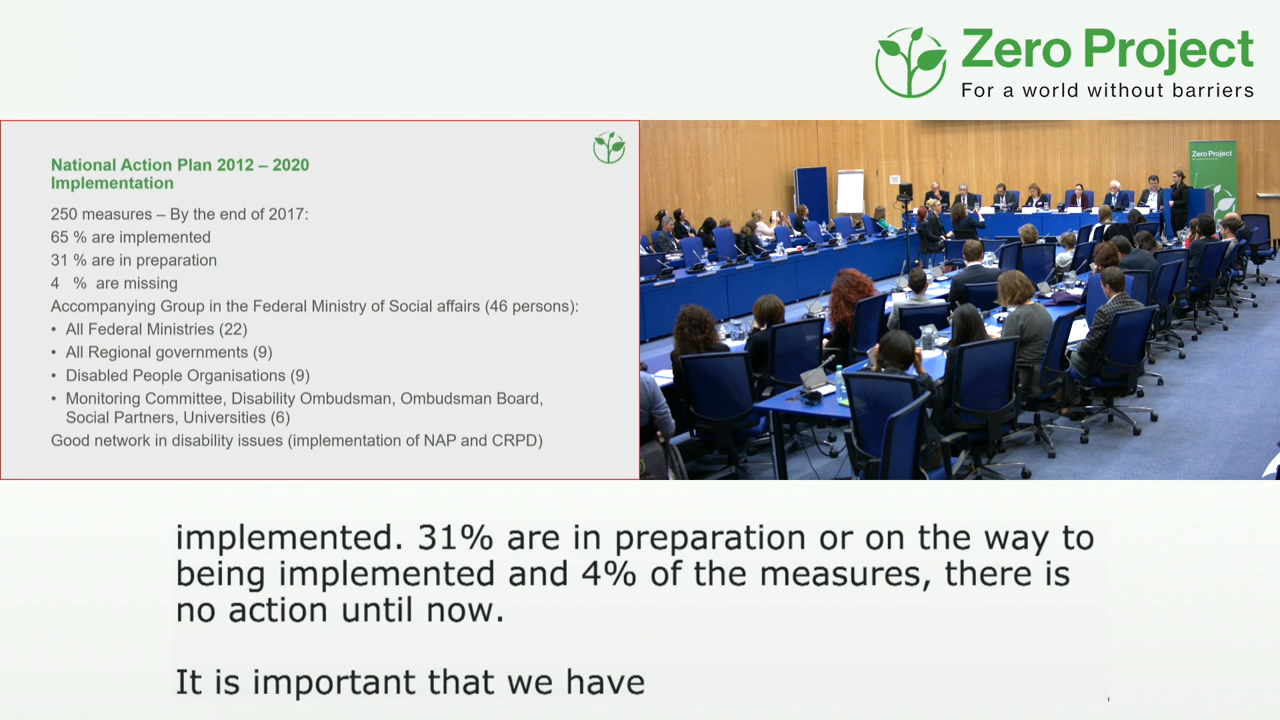 Zero Project
For a world without barriers
National Action Plan 2012 – 2020
Implementation
250 measures – By the end of 2017:
65 % are implemented
31 % are in preparation
4 % are missing
Accompanying Group in the Federal Ministry of Social affairs (46 persons):
• All Federal Ministries (22)
• All Regional governments (9)
• Disabled People Organisations (9)
• Monitoring Committee, Disability Ombudsman, Ombudsman Board,
Social Partners, Universities (6)
Good network in disability issues (implementation of NAP and CRPD)
Zero Project
implemented. 31% are in preparation or on the way to
being implemented and 4% of the measures, there is
no action until now.
It is important that we have